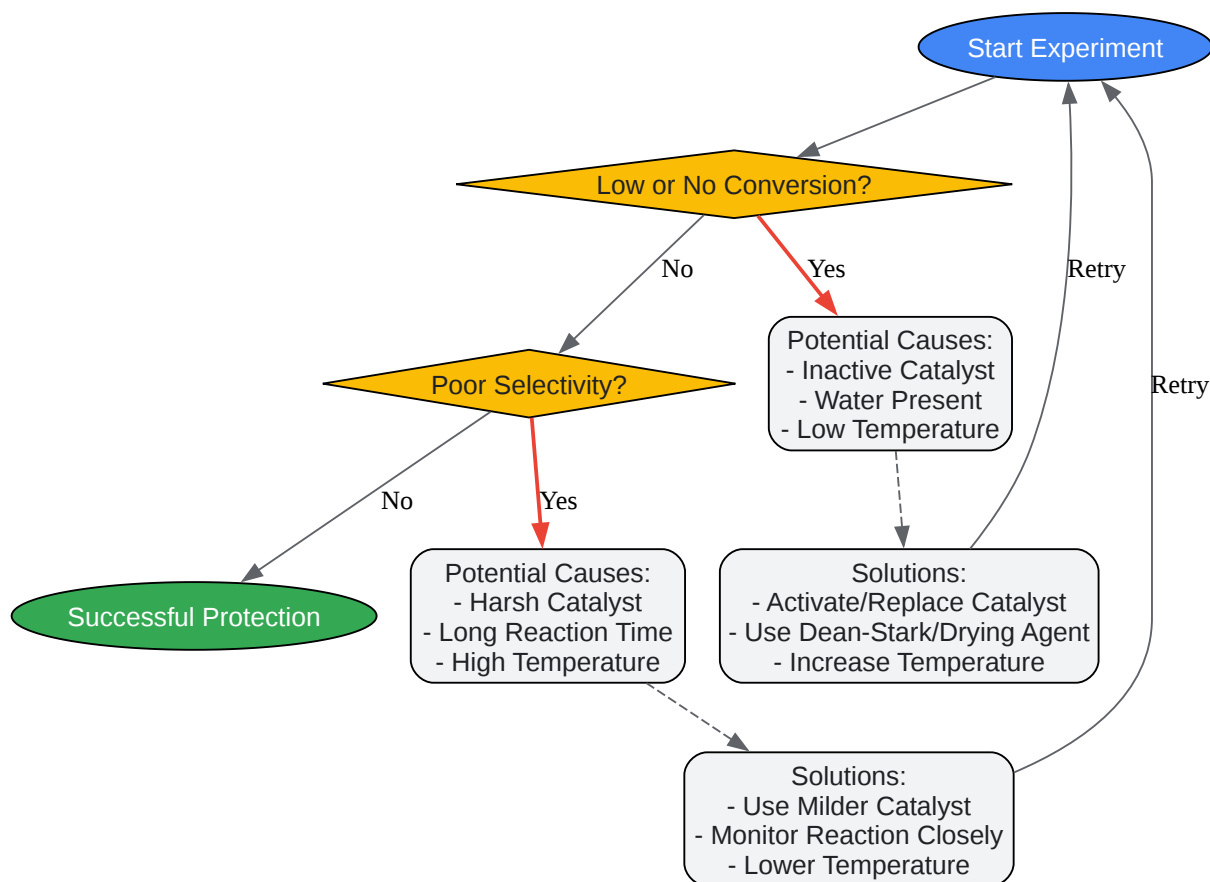 Start Experiment
Low or No Conversion?
No
Yes
Retry
Potential Causes:
- Inactive Catalyst
- Water Present
- Low Temperature
Poor Selectivity?
Retry
No
Yes
Successful Protection
Potential Causes:
- Harsh Catalyst
- Long Reaction Time
- High Temperature
Solutions:
- Activate/Replace Catalyst
- Use Dean-Stark/Drying Agent
- Increase Temperature
Solutions:
- Use Milder Catalyst
- Monitor Reaction Closely
- Lower Temperature